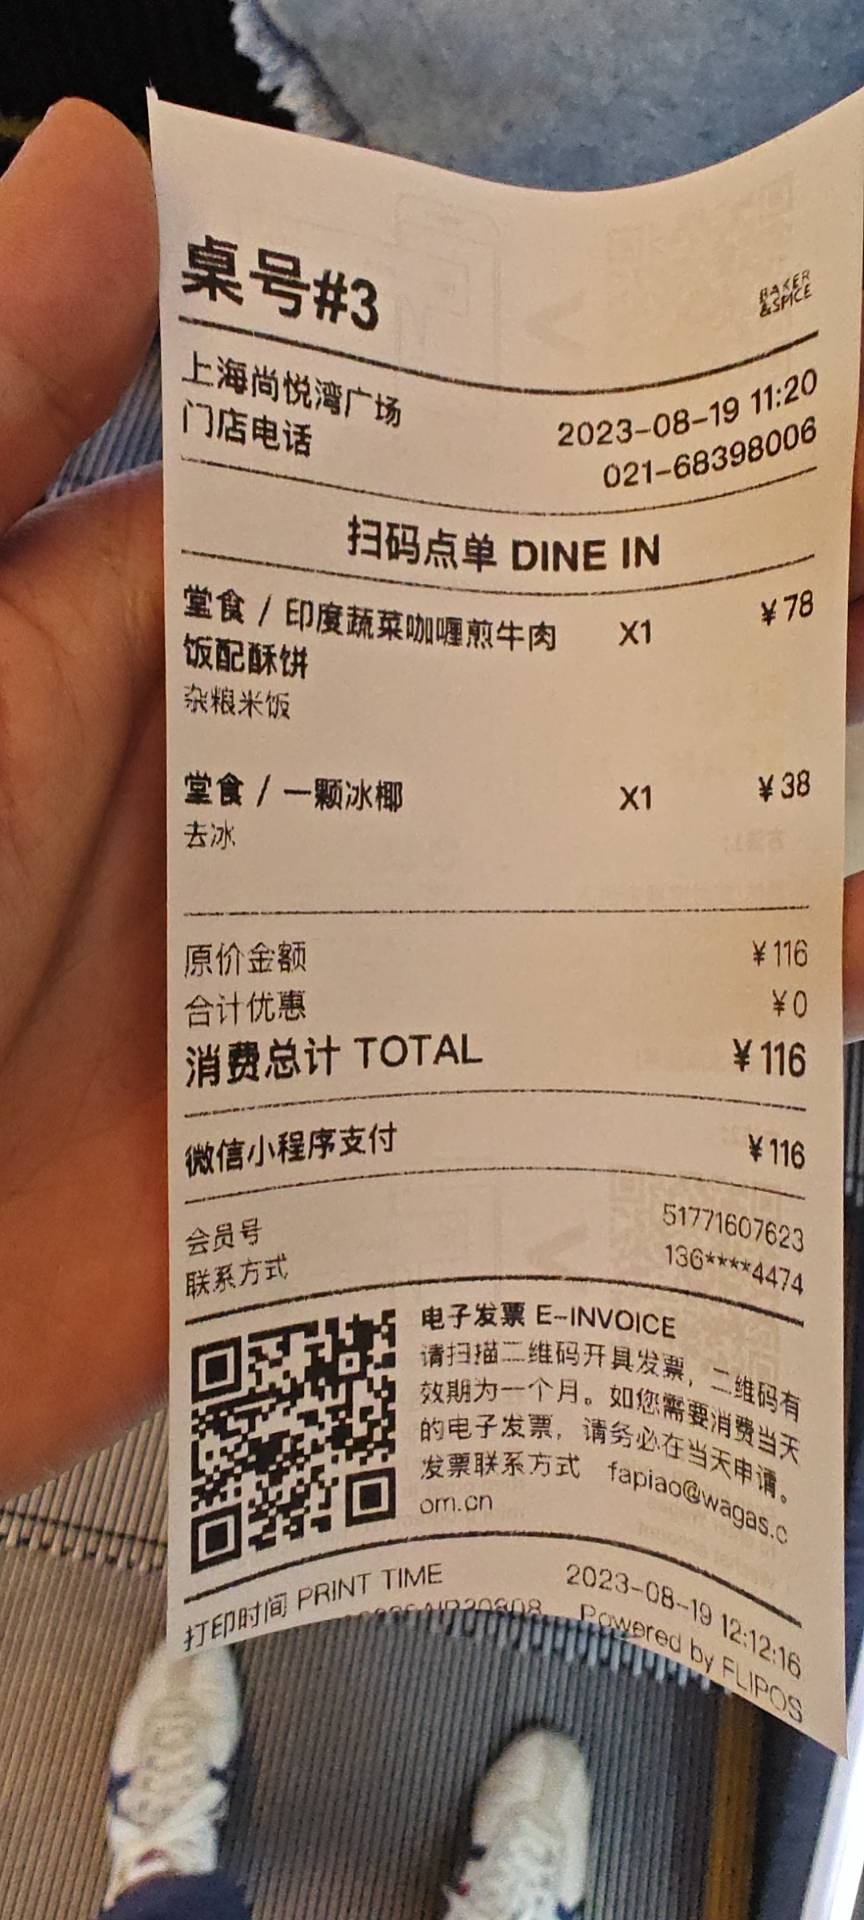 桌号#3
BAKER
&SPICE
上海尚悦湾广场 2023-08-19 11:20
门店电话 021-68398006
扫码点单 DINE IN
堂食 / 印度蔬菜咖喱煎牛肉 X1 ¥78
饭配酥饼
杂粮米饭
堂食 / 一颗冰椰 X1 ¥38
去冰
原价金额 ¥116
合计优惠 ¥0
消费总计 TOTAL ¥116
微信小程序支付 ¥116
会员号 51771607623
联系方式 136****4474
电子发票 E-INVOICE
请扫描二维码开具发票，二维码有
效期为一个月。如您需要消费当天
的电子发票，请务必在当天申请。
发票联系方式 fapiao@wagas.c
om.cn
打印时间 PRINT TIME 2023-08-19 12:12:16
Powered by FLIPOS